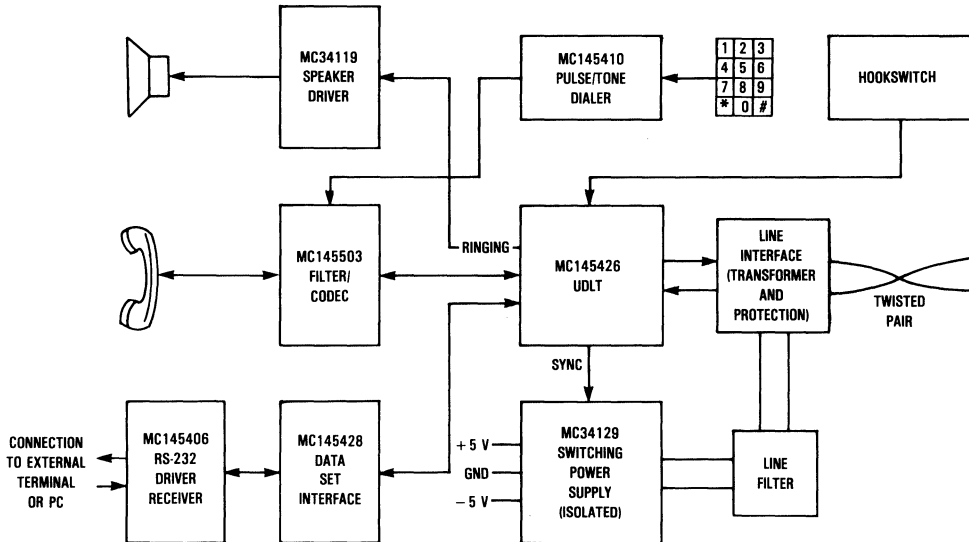 MC34119
SPEAKER
DRIVER
MC145410
PULSE/TONE
DIALER
1 2 3
4 5 6
7 8 9
* 0 #
HOOKSWITCH
MC145503
FILTER/
CODEC
RINGING
MC145426
UDLT
LINE
INTERFACE
(TRANSFORMER
AND
PROTECTION)
TWISTED
PAIR
SYNC
CONNECTION
TO EXTERNAL
TERMINAL
OR PC
MC145406
RS-232
DRIVER
RECEIVER
MC145428
DATA
SET
INTERFACE
+5 V
GND
−5 V
MC34129
SWITCHING
POWER
SUPPLY
(ISOLATED)
LINE
FILTER